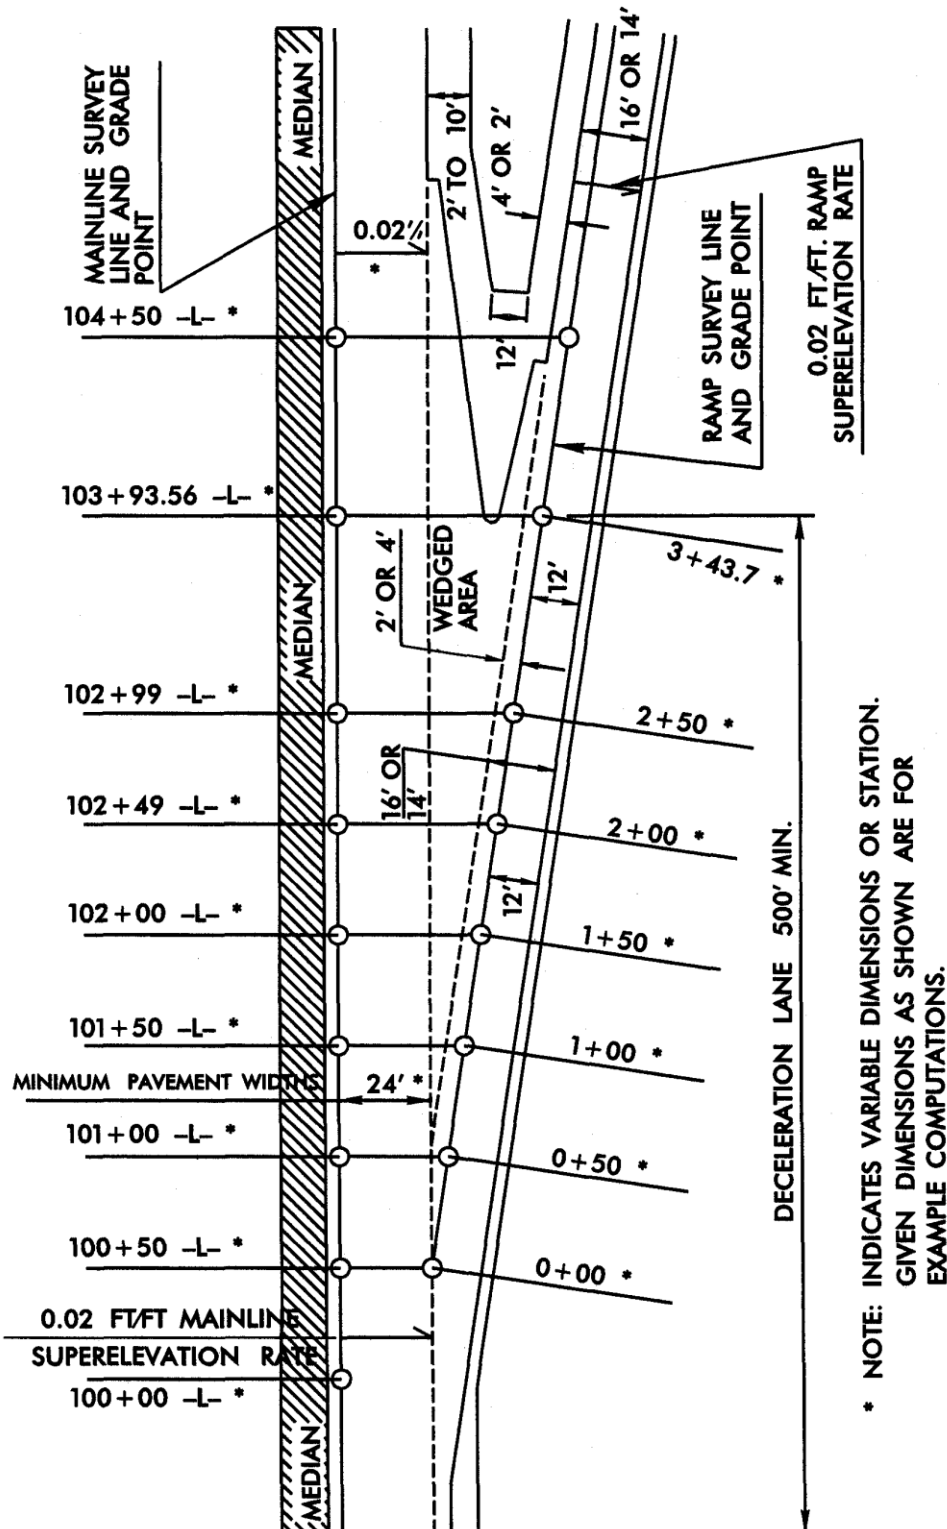 MAINLINE SURVEY
LINE AND GRADE
POINT
MEDIAN
2' TO 10'
4' OR 2'
16' OR 14'
0.02'/'
*
104+50 -L- *
12'
RAMP SURVEY LINE
AND GRADE POINT
0.02 FT/FT. RAMP
SUPERELEVATION RATE
103+93.56 -L- *
3+43.7 *
2' OR 4'
WEDGED
AREA
12'
MEDIAN
102+99 -L- *
2+50 *
16' OR
14'
102+49 -L- *
2+00 *
12'
102+00 -L- *
1+50 *
101+50 -L- *
1+00 *
MINIMUM PAVEMENT WIDTHS
24' *
101+00 -L- *
0+50 *
100+50 -L- *
0+00 *
0.02 FT/FT MAINLINE
SUPERELEVATION RATE
100+00 -L- *
MEDIAN
DECELERATION LANE 500' MIN.
* NOTE: INDICATES VARIABLE DIMENSIONS OR STATION.
GIVEN DIMENSIONS AS SHOWN ARE FOR
EXAMPLE COMPUTATIONS.